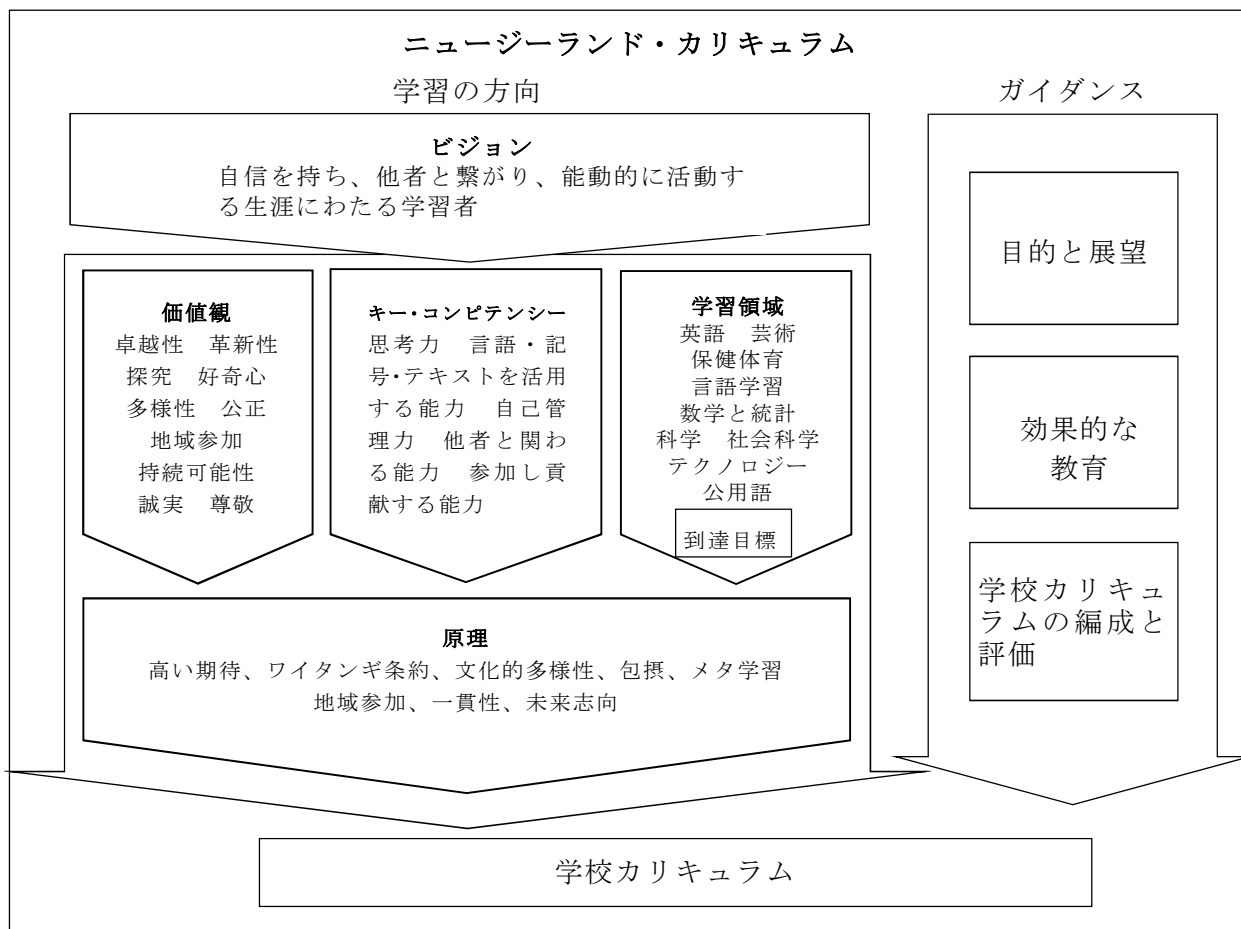 ニュージーランド・カリキュラム
学習の方向
ビジョン
自信を持ち、他者と繋がり、能動的に活動す
る生涯にわたる学習者
価値観
卓越性　革新性
探究　好奇心
多様性　公正
地域参加
持続可能性
誠実　尊敬
キー・コンピテンシー
思考力　言語・記
号・テキストを活用
する能力　自己管
理力　他者と関わ
る能力　参加し貢
献する能力
学習領域
英語　芸術
保健体育
言語学習
数学と統計
科学　社会科学
テクノロジー
公用語
到達目標
原理
高い期待、ワイタンギ条約、文化的多様性、包摂、メタ学習
地域参加、一貫性、未来志向
ガイダンス
目的と展望
効果的な
教育
学校カリキュ
ラムの編成と
評価
学校カリキュラム